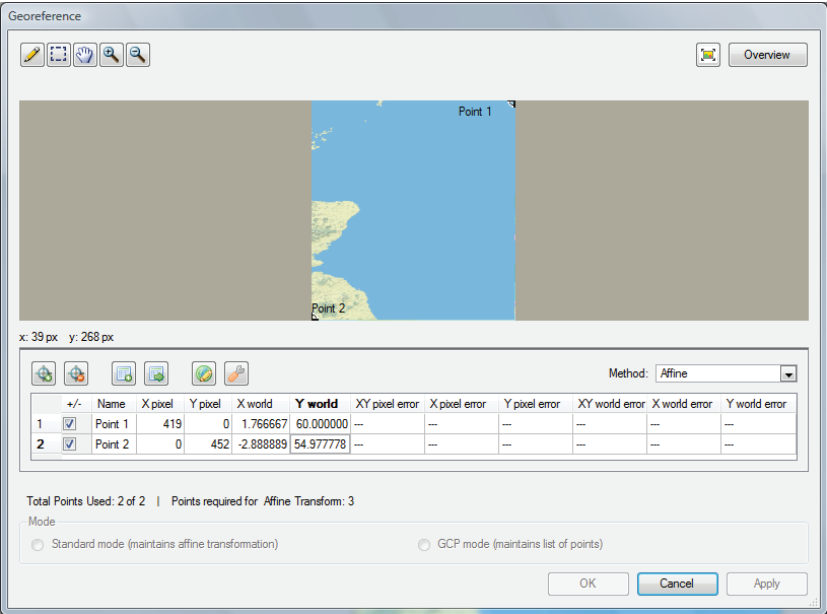 Georeference
Overview
Point 1
Point 2
x: 39 px y: 268 px
Method: Affine
+/- Name X pixel Y pixel X world Y world XY pixel error X pixel error Y pixel error XY world error X world error Y world error
1 Point 1 419 0 1.766667 60.000000 --- --- --- --- --- ---
2 Point 2 0 452 -2.888889 54.977778 --- --- --- --- --- ---
Total Points Used: 2 of 2 | Points required for Affine Transform: 3
Mode
Standard mode (maintains affine transformation) GCP mode (maintains list of points)
OK Cancel Apply